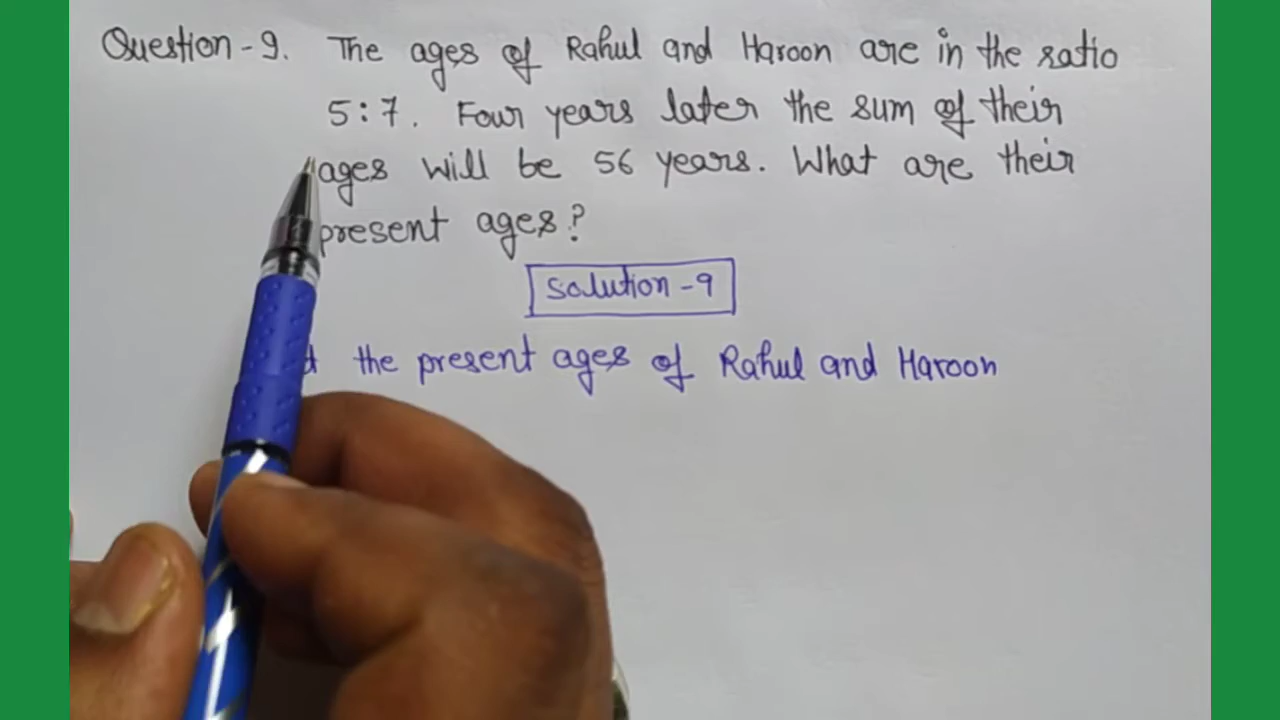 Question - 9. The ages of Rahul and Haroon are in the ratio
5:7. Four years later the sum of their
ages will be 56 years. What are their
present ages?
Solution - 9
the present ages of Rahul and Haroon